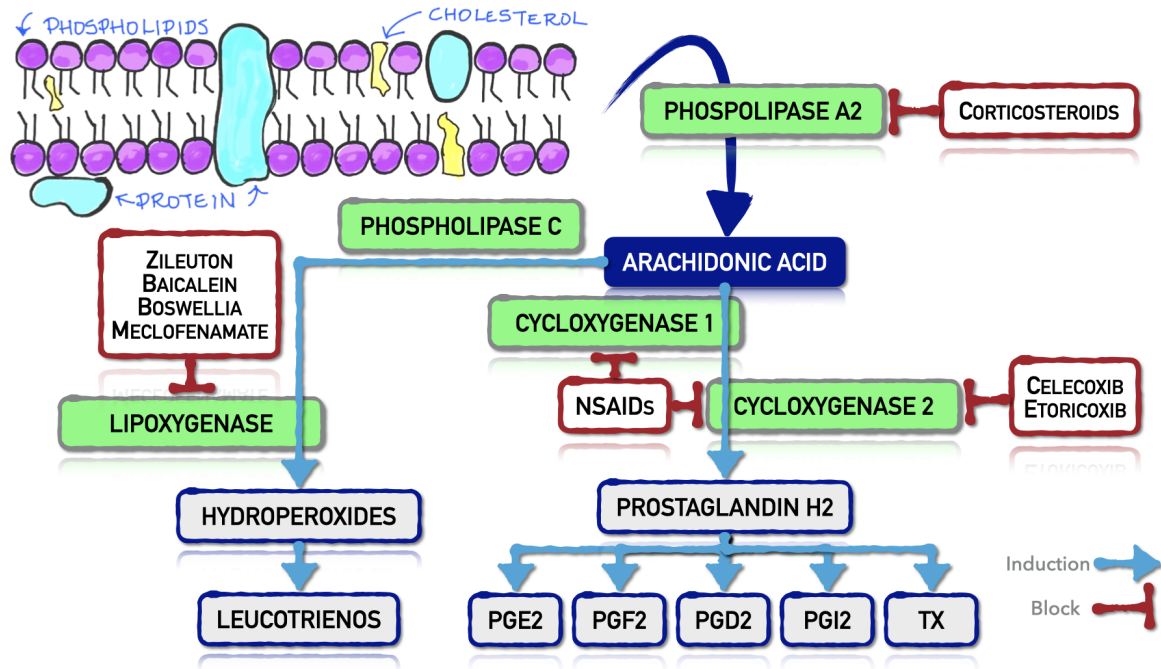 PHOSPHOLIPIDS
CHOLESTEROL
PROTEIN
PHOSPOLIPASE A2
CORTICOSTEROIDS
PHOSPHOLIPASE C
ARACHIDONIC ACID
ZILEUTON
BAICALEIN
BOSWELLIA
MECLOFENAMATE
CYCLOXYGENASE 1
NSAIDs
CYCLOXYGENASE 2
CELECOXIB
ETORICOXIB
LIPOXYGENASE
HYDROPEROXIDES
PROSTAGLANDIN H2
LEUCOTRIENOS
PGE2
PGF2
PGD2
PGI2
TX
Induction
Block